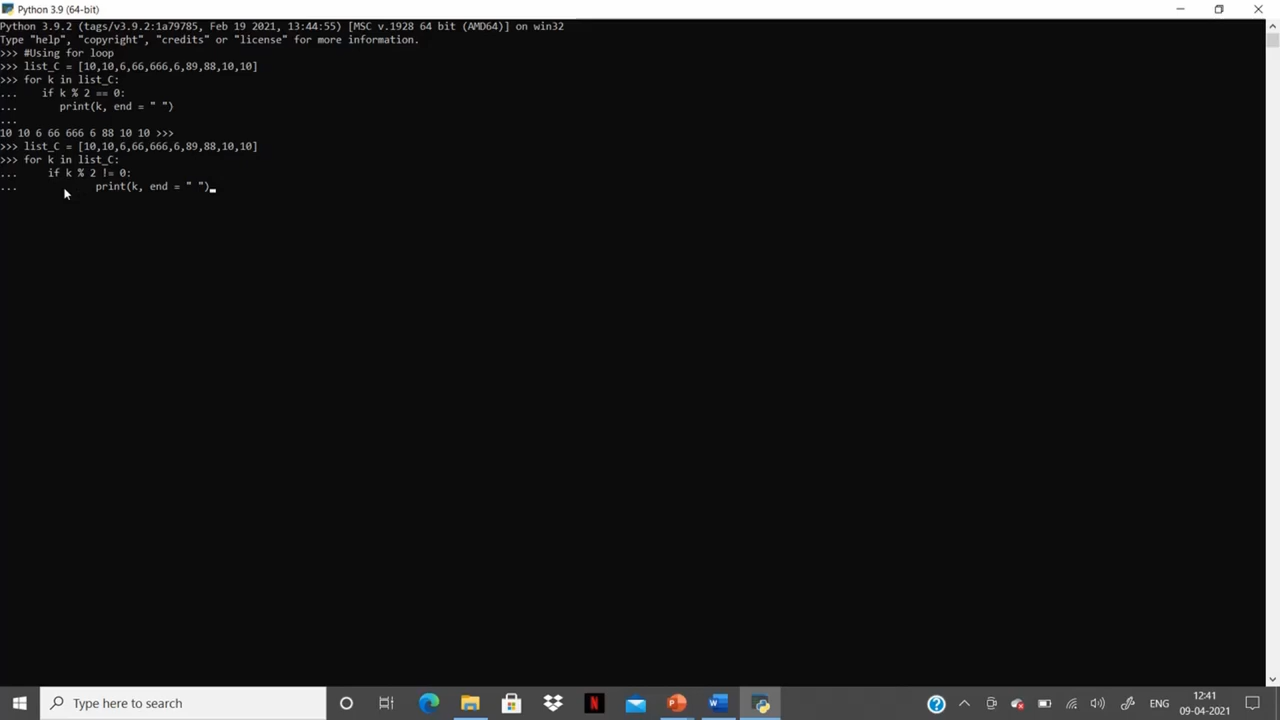 Python 3.9 (64-bit)
Python 3.9.2 (tags/v3.9.2:1a79785, Feb 19 2021, 13:44:55) [MSC v.1928 64 bit (AMD64)] on win32
Type "help", "copyright", "credits" or "license" for more information.
>>> #Using for loop
>>> list_C = [10,10,6,66,666,6,89,88,10,10]
>>> for k in list_C:
...    if k % 2 == 0:
...       print(k, end = " ")
...
10 10 6 66 666 6 88 10 10 >>>
>>> list_C = [10,10,6,66,666,6,89,88,10,10]
>>> for k in list_C:
...     if k % 2 != 0:
...             print(k, end = " ")
Type here to search
ENG
12:41
09-04-2021